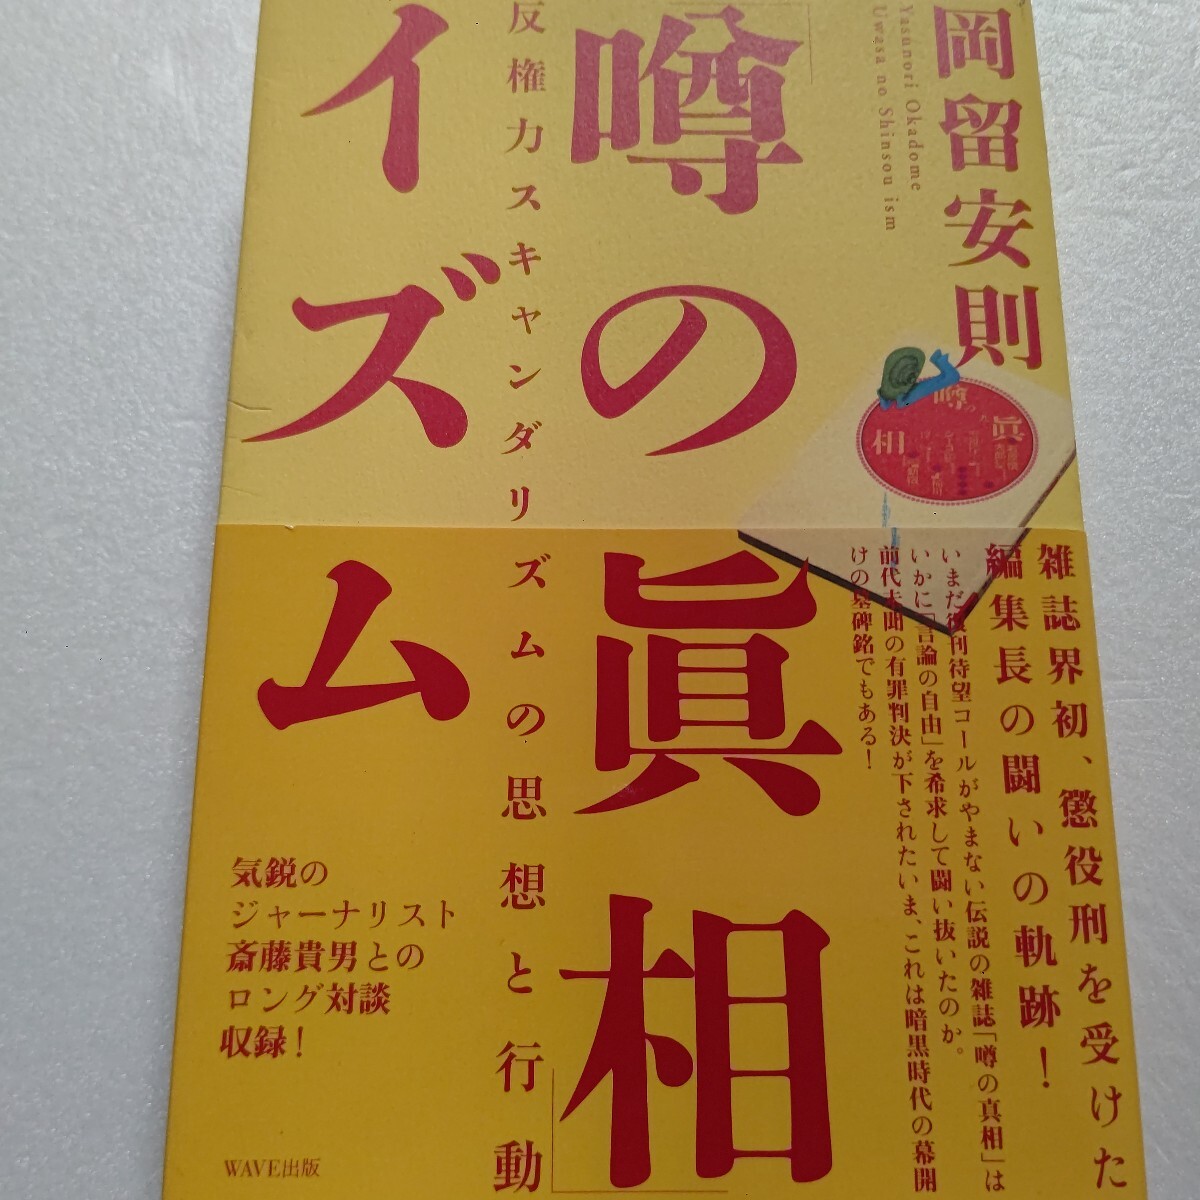 岡留安則
Yasunori Okadome
Uwasa no Shinsou ism
「噂の眞相」
イズム
反権力スキャンダリズムの思想と行動
噂の
眞
相
雑誌界初、懲役刑を受けた
編集長の闘いの軌跡！
いまだ復刊待望コールがやまない伝説の雑誌「噂の真相」は
いかに「言論の自由」を希求して闘い抜いたのか。
前代未聞の有罪判決が下されたいま、これは暗黒時代の幕開
けの墓碑銘でもある！
気鋭の
ジャーナリスト
斎藤貴男との
ロング対談
収録！
WAVE出版